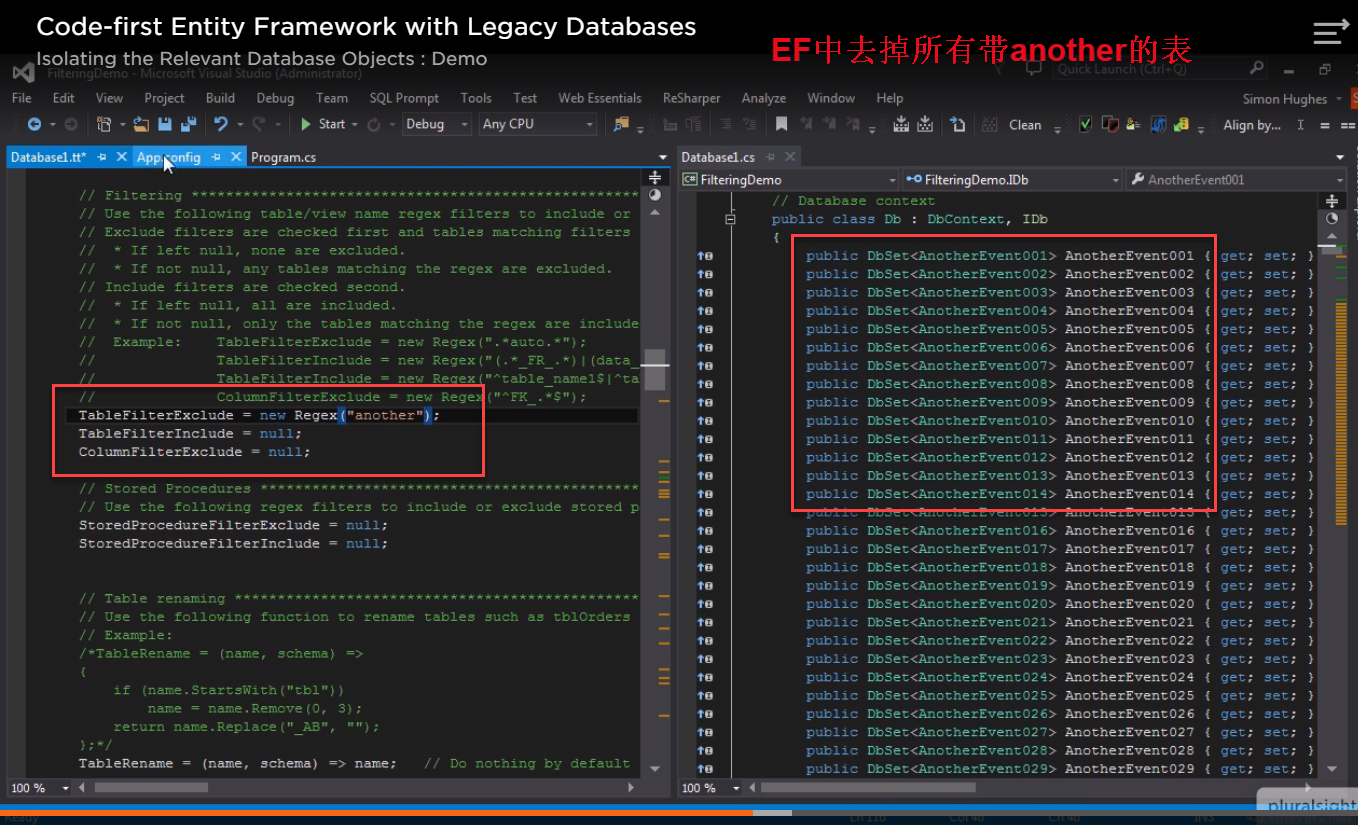 Code-first Entity Framework with Legacy Databases
Isolating the Relevant Database Objects : Demo
EF中去掉所有带another的表
FilteringDemo - Microsoft Visual Studio (Administrator)
Quick Launch (Ctrl+Q)
File Edit View Project Build Debug Team SQL Prompt Tools Test Web Essentials ReSharper Analyze Window Help
Simon Hughes
Start Debug Any CPU Clean Align by...
Database1.tt* App.config Program.cs
// Filtering **************************************************
// Use the following table/view name regex filters to include or
// Exclude filters are checked first and tables matching filters
// * If left null, none are excluded.
// * If not null, any tables matching the regex are excluded.
// Include filters are checked second.
// * If left null, all are included.
// * If not null, only the tables matching the regex are include
// Example: TableFilterExclude = new Regex(".*auto.*");
// TableFilterInclude = new Regex("(.*_FR_.*)|(data_
// TableFilterInclude = new Regex("^table_name1$|^ta
// ColumnFilterExclude = new Regex("^FK_.*$");
TableFilterExclude = new Regex("another");
TableFilterInclude = null;
ColumnFilterExclude = null;
// Stored Procedures ******************************************
// Use the following regex filters to include or exclude stored p
StoredProcedureFilterExclude = null;
StoredProcedureFilterInclude = null;
// Table renaming *********************************************
// Use the following function to rename tables such as tblOrders
// Example:
/*TableRename = (name, schema) =>
{
if (name.StartsWith("tbl"))
name = name.Remove(0, 3);
return name.Replace("_AB", "");
};*/
TableRename = (name, schema) => name; // Do nothing by default
100 %
Database1.cs
FilteringDemo FilteringDemo.IDb AnotherEvent001
// Database context
public class Db : DbContext, IDb
{
public DbSet<AnotherEvent001> AnotherEvent001 { get; set; }
public DbSet<AnotherEvent002> AnotherEvent002 { get; set; }
public DbSet<AnotherEvent003> AnotherEvent003 { get; set; }
public DbSet<AnotherEvent004> AnotherEvent004 { get; set; }
public DbSet<AnotherEvent005> AnotherEvent005 { get; set; }
public DbSet<AnotherEvent006> AnotherEvent006 { get; set; }
public DbSet<AnotherEvent007> AnotherEvent007 { get; set; }
public DbSet<AnotherEvent008> AnotherEvent008 { get; set; }
public DbSet<AnotherEvent009> AnotherEvent009 { get; set; }
public DbSet<AnotherEvent010> AnotherEvent010 { get; set; }
public DbSet<AnotherEvent011> AnotherEvent011 { get; set; }
public DbSet<AnotherEvent012> AnotherEvent012 { get; set; }
public DbSet<AnotherEvent013> AnotherEvent013 { get; set; }
public DbSet<AnotherEvent014> AnotherEvent014 { get; set; }
public DbSet<AnotherEvent015> AnotherEvent015 { get; set; }
public DbSet<AnotherEvent016> AnotherEvent016 { get; set; }
public DbSet<AnotherEvent017> AnotherEvent017 { get; set; }
public DbSet<AnotherEvent018> AnotherEvent018 { get; set; }
public DbSet<AnotherEvent019> AnotherEvent019 { get; set; }
public DbSet<AnotherEvent020> AnotherEvent020 { get; set; }
public DbSet<AnotherEvent021> AnotherEvent021 { get; set; }
public DbSet<AnotherEvent022> AnotherEvent022 { get; set; }
public DbSet<AnotherEvent023> AnotherEvent023 { get; set; }
public DbSet<AnotherEvent024> AnotherEvent024 { get; set; }
public DbSet<AnotherEvent025> AnotherEvent025 { get; set; }
public DbSet<AnotherEvent026> AnotherEvent026 { get; set; }
public DbSet<AnotherEvent027> AnotherEvent027 { get; set; }
public DbSet<AnotherEvent028> AnotherEvent028 { get; set; }
public DbSet<AnotherEvent029> AnotherEvent029 { get; set; }
100 %
pluralsight
Ready